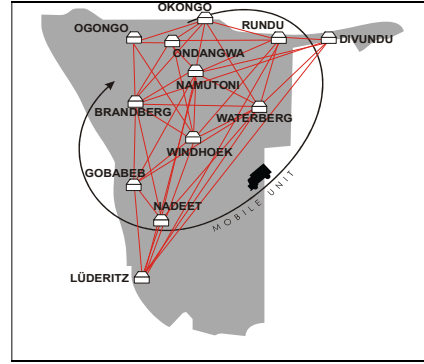 OKONGO
OGONGO
RUNDU
DIVUNDU
ONDANGWA
NAMUTONI
BRANDBERG
WATERBERG
WINDHOEK
GOBABEB
NADEET
MOBILE UNIT
LÜDERITZ